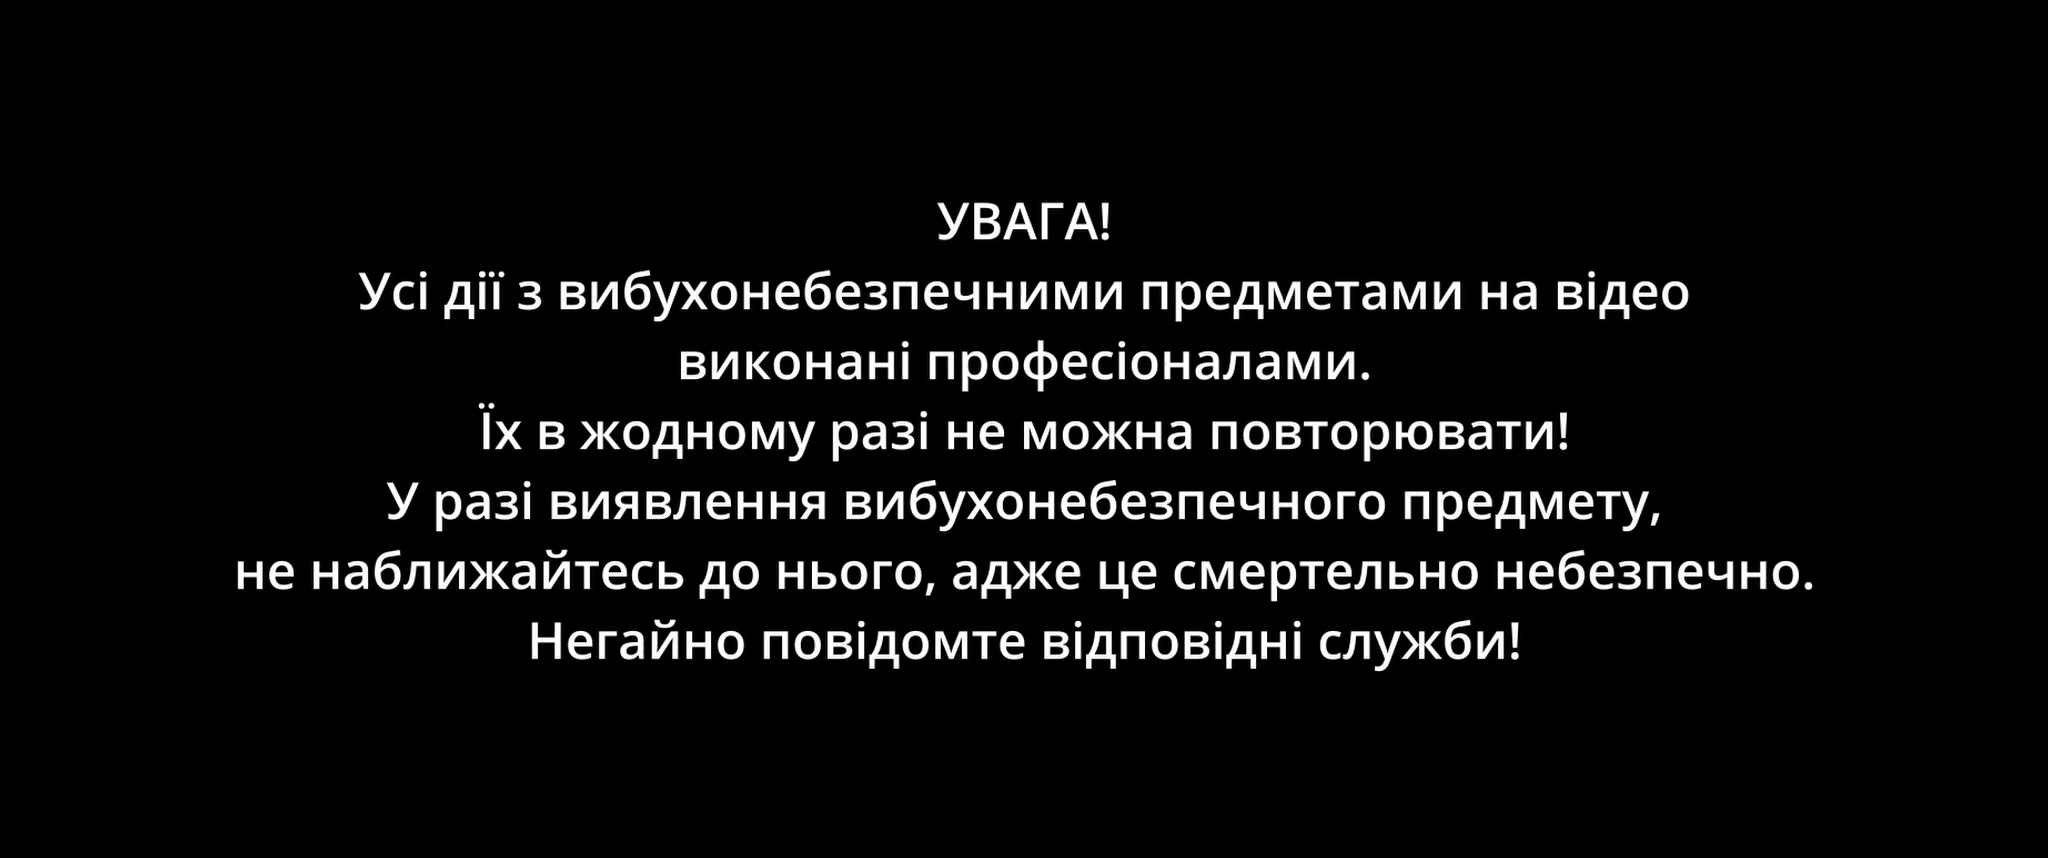 УВАГА!
Усі дії з вибухонебезпечними предметами на відео
виконані професіоналами.
Їх в жодному разі не можна повторювати!
У разі виявлення вибухонебезпечного предмету,
не наближайтесь до нього, адже це смертельно небезпечно.
Негайно повідомте відповідні служби!